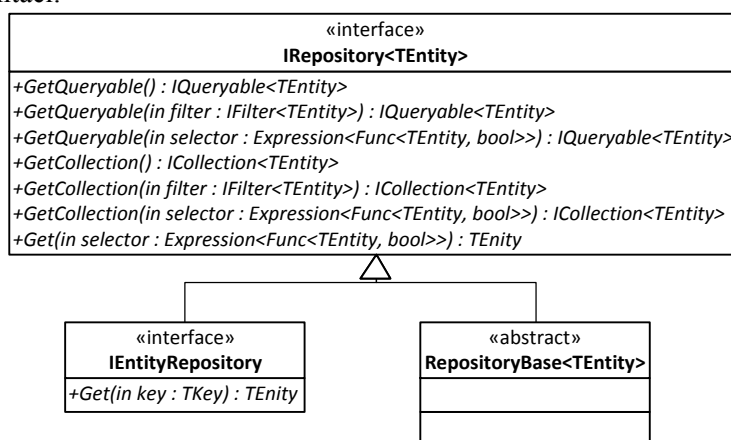 «interface»
IRepository<TEntity>
+GetQueryable() : IQueryable<TEntity>
+GetQueryable(in filter : IFilter<TEntity>) : IQueryable<TEntity>
+GetQueryable(in selector : Expression<Func<TEntity, bool>>) : IQueryable<TEntity>
+GetCollection() : ICollection<TEntity>
+GetCollection(in filter : IFilter<TEntity>) : ICollection<TEntity>
+GetCollection(in selector : Expression<Func<TEntity, bool>>) : ICollection<TEntity>
+Get(in selector : Expression<Func<TEntity, bool>>) : TEnity
«interface»
IEntityRepository
+Get(in key : TKey) : TEnity
«abstract»
RepositoryBase<TEntity>